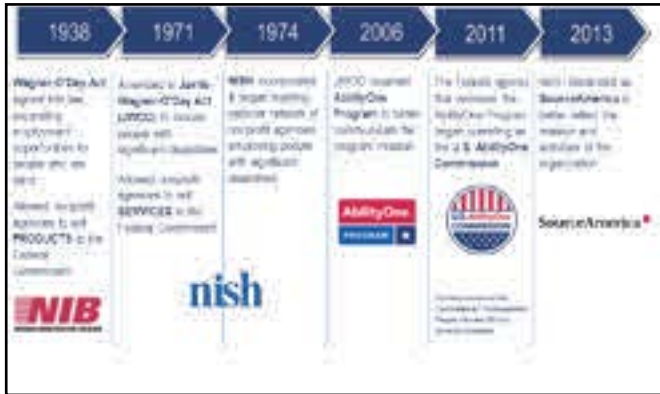 1938
1971
1974
2006
2011
2013
Wagner-O'Day Act
signed into law,
expanding
employment
opportunities for
people who are
blind
Allowed nonprofit
agencies to sell
PRODUCTS to the
Federal
Government
NIB
Amended to Javits-
Wagner-O'Day Act
(JWOD) to include
people with
significant disabilities
Allowed nonprofit
agencies to sell
SERVICES to the
Federal Government
NISH incorporated
& began
national network of
nonprofit agencies
employing people
with significant
disabilities
nish
JWOD renamed
AbilityOne
Program to better
communicate the
program mission
AbilityOne
PROGRAM
The Federal agency
that oversees the
AbilityOne Program
began operating as
the U.S. AbilityOne
Commission
U.S. AbilityOne
COMMISSION
NISH rebranded as
SourceAmerica to
better reflect the
mission and
activities of the
organization
SourceAmerica